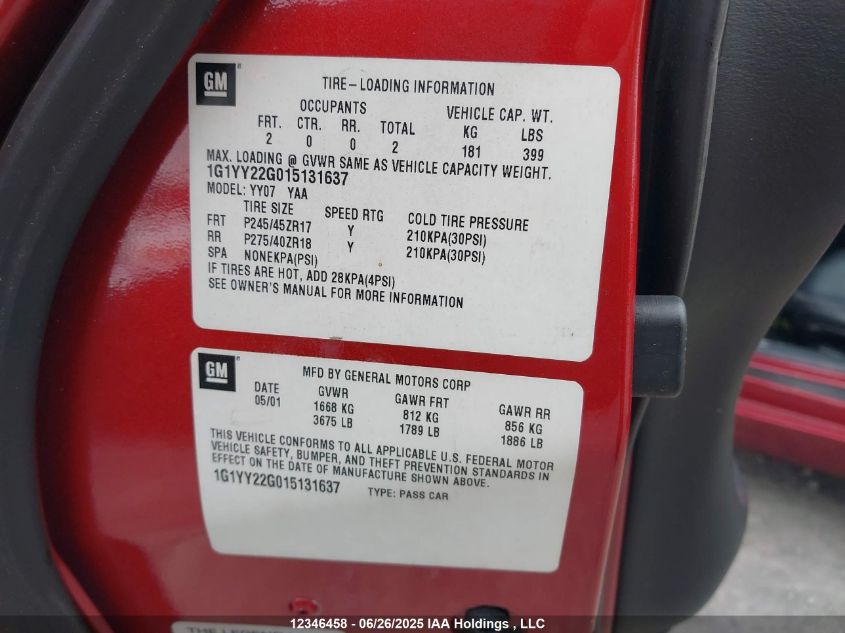 GM
TIRE-LOADING INFORMATION
OCCUPANTS VEHICLE CAP. WT.
FRT. CTR. RR. TOTAL KG LBS
2 0 0 2 181 399
MAX. LOADING @ GVWR SAME AS VEHICLE CAPACITY WEIGHT.
1G1YY22G015131637
MODEL: YY07 YAA
TIRE SIZE SPEED RTG COLD TIRE PRESSURE
FRT P245/45ZR17 Y 210KPA(30PSI)
RR P275/40ZR18 Y 210KPA(30PSI)
SPA NONEKPA(PSI)
IF TIRES ARE HOT, ADD 28KPA(4PSI)
SEE OWNER'S MANUAL FOR MORE INFORMATION
GM
MFD BY GENERAL MOTORS CORP
DATE GVWR GAWR FRT GAWR RR
05/01 1668 KG 812 KG 856 KG
3675 LB 1789 LB 1886 LB
THIS VEHICLE CONFORMS TO ALL APPLICABLE U.S. FEDERAL MOTOR
VEHICLE SAFETY, BUMPER, AND THEFT PREVENTION STANDARDS IN
EFFECT ON THE DATE OF MANUFACTURE SHOWN ABOVE.
1G1YY22G015131637 TYPE: PASS CAR
12346458 - 06/26/2025 IAA Holdings , LLC